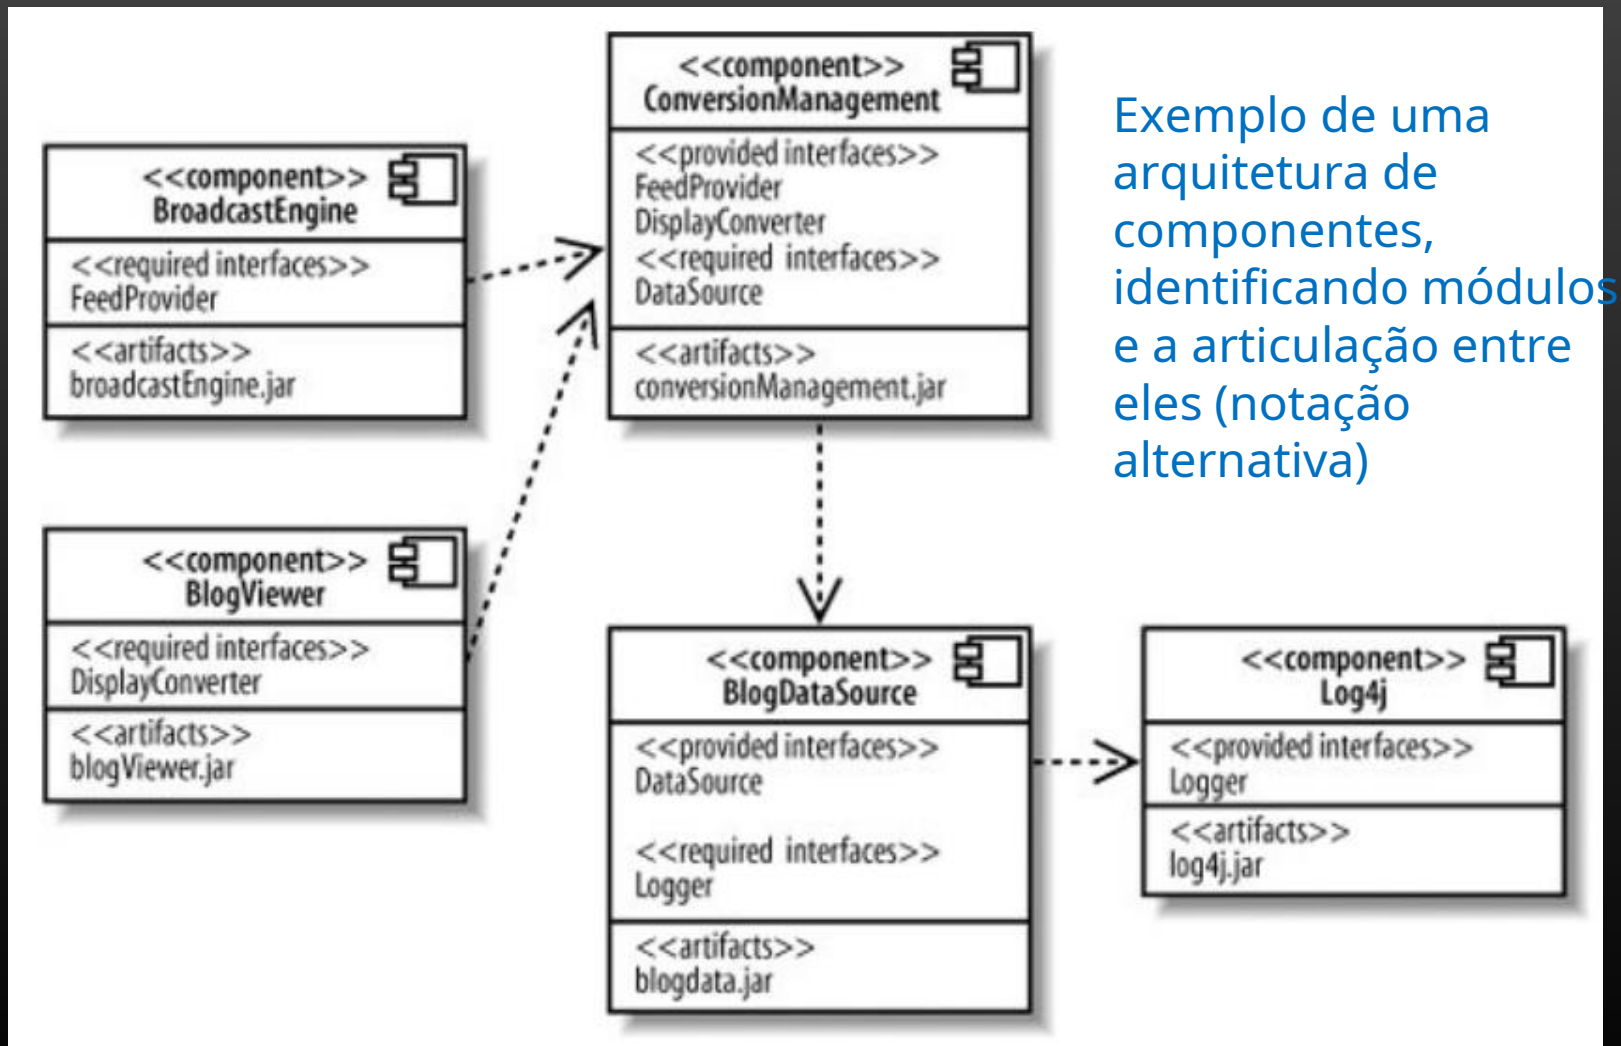 <<component>>
BroadcastEngine
<<required interfaces>>
FeedProvider
<<artifacts>>
broadcastEngine.jar
<<component>>
ConversionManagement
<<provided interfaces>>
FeedProvider
DisplayConverter
<<required interfaces>>
DataSource
<<artifacts>>
conversionManagement.jar
Exemplo de uma
arquitetura de
componentes,
identificando módulos
e a articulação entre
eles (notação
alternativa)
<<component>>
BlogViewer
<<required interfaces>>
DisplayConverter
<<artifacts>>
blogViewer.jar
<<component>>
BlogDataSource
<<provided interfaces>>
DataSource
<<required interfaces>>
Logger
<<artifacts>>
blogdata.jar
<<component>>
Log4j
<<provided interfaces>>
Logger
<<artifacts>>
log4j.jar